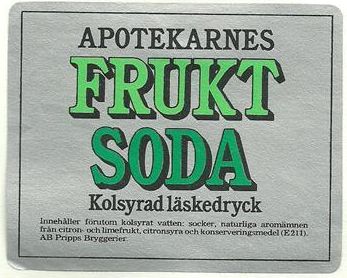 APOTEKARNES
FRUKT
SODA
Kolsyrad läskedryck
Innehåller förutom kolsyrat vatten: socker, naturliga aromämnen
från citron- och limefrukt, citronsyra och konserveringsmedel (E 211).
AB Pripps Bryggerier